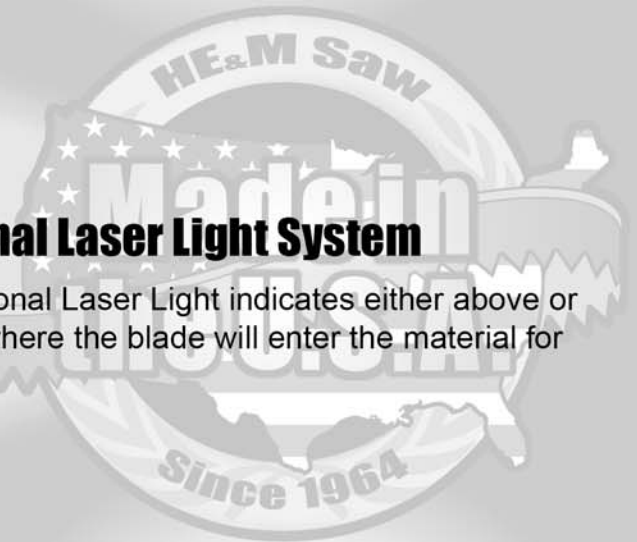 HE&M Saw
Made in
nal Laser Light System
onal Laser Light indicates either above or
the U.S.A.
where the blade will enter the material for
Since 1964